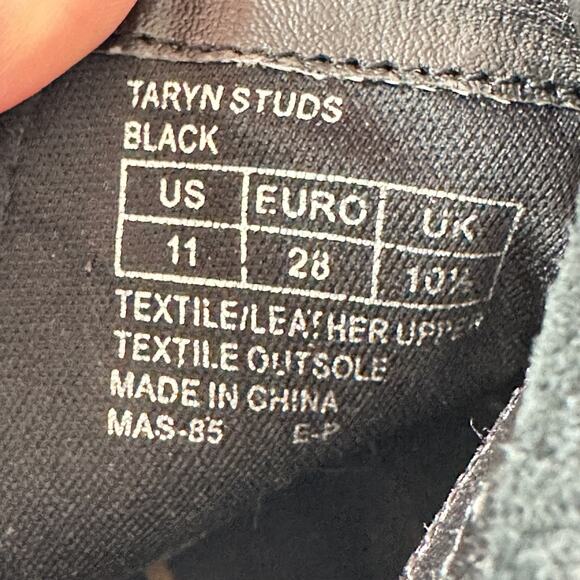 TARYN STUDS
BLACK
US EURO UK
11 28 10½
TEXTILE/LEATHER UPPER
TEXTILE OUTSOLE
MADE IN CHINA
MAS-85 E-P